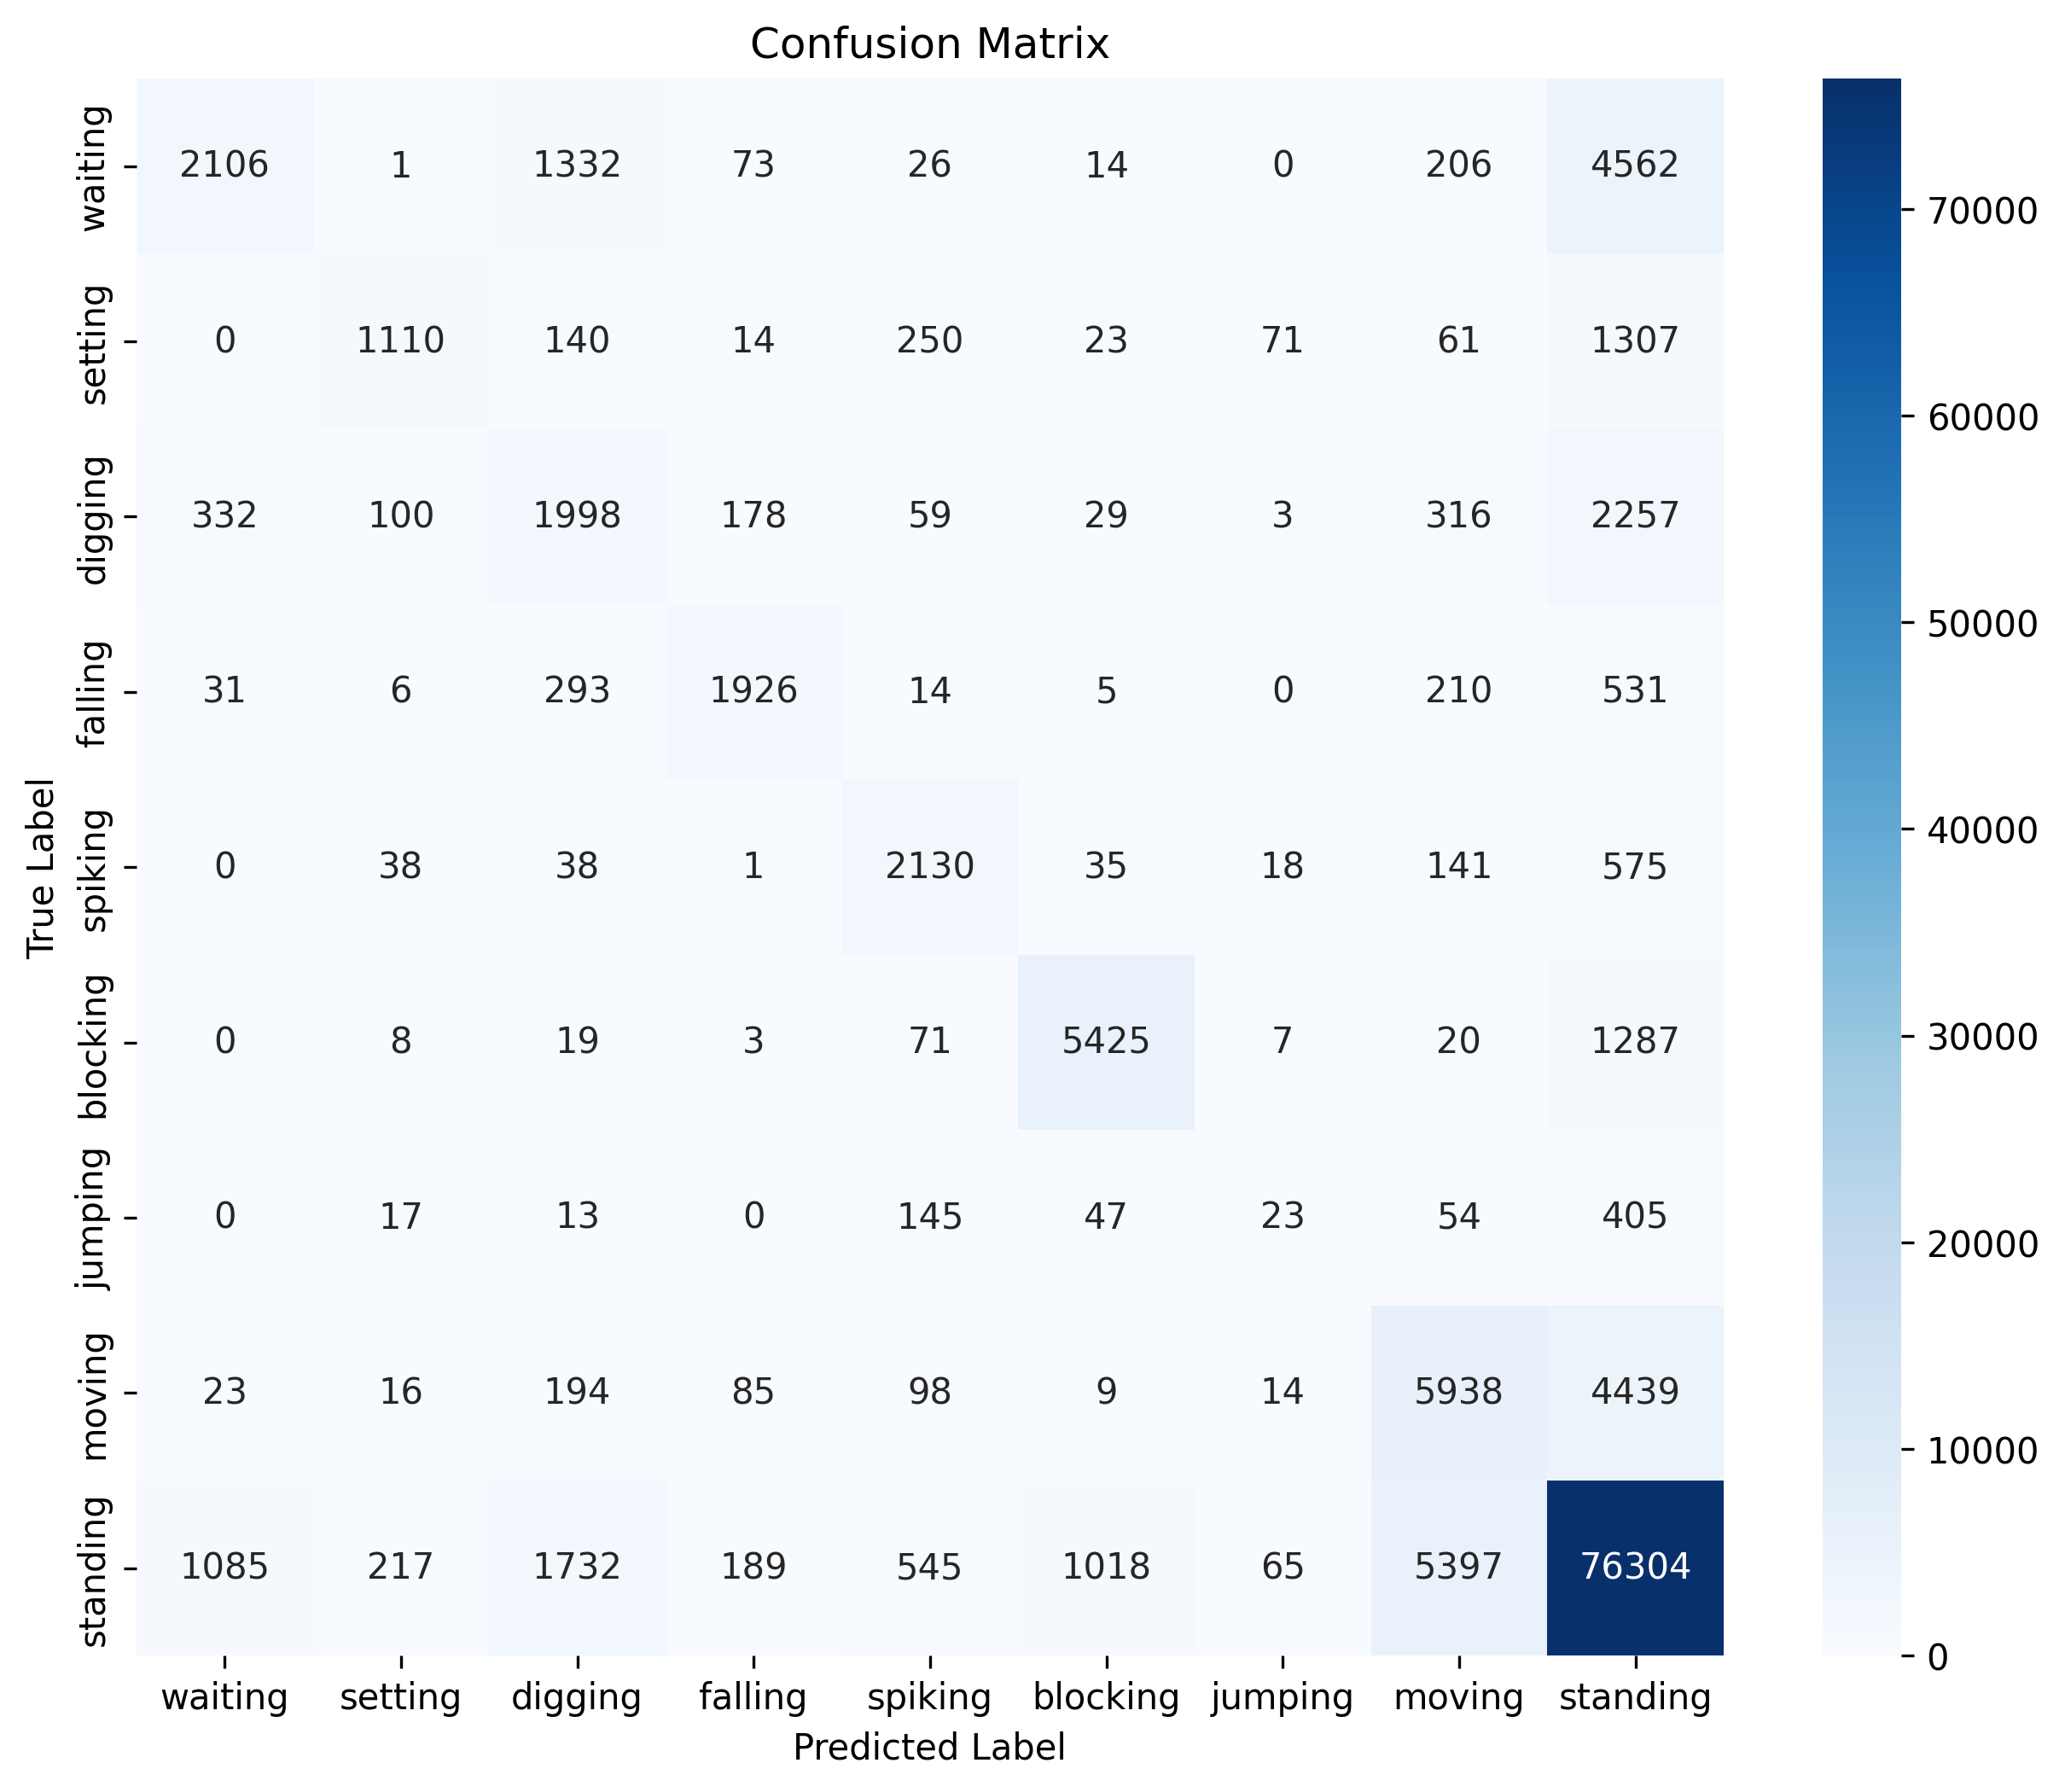 Confusion Matrix
True Label
waiting 2106 1 1332 73 26 14 0 206 4562
setting 0 1110 140 14 250 23 71 61 1307
digging 332 100 1998 178 59 29 3 316 2257
falling 31 6 293 1926 14 5 0 210 531
spiking 0 38 38 1 2130 35 18 141 575
blocking 0 8 19 3 71 5425 7 20 1287
jumping 0 17 13 0 145 47 23 54 405
moving 23 16 194 85 98 9 14 5938 4439
standing 1085 217 1732 189 545 1018 65 5397 76304
waiting setting digging falling spiking blocking jumping moving standing
Predicted Label
70000
60000
50000
40000
30000
20000
10000
0